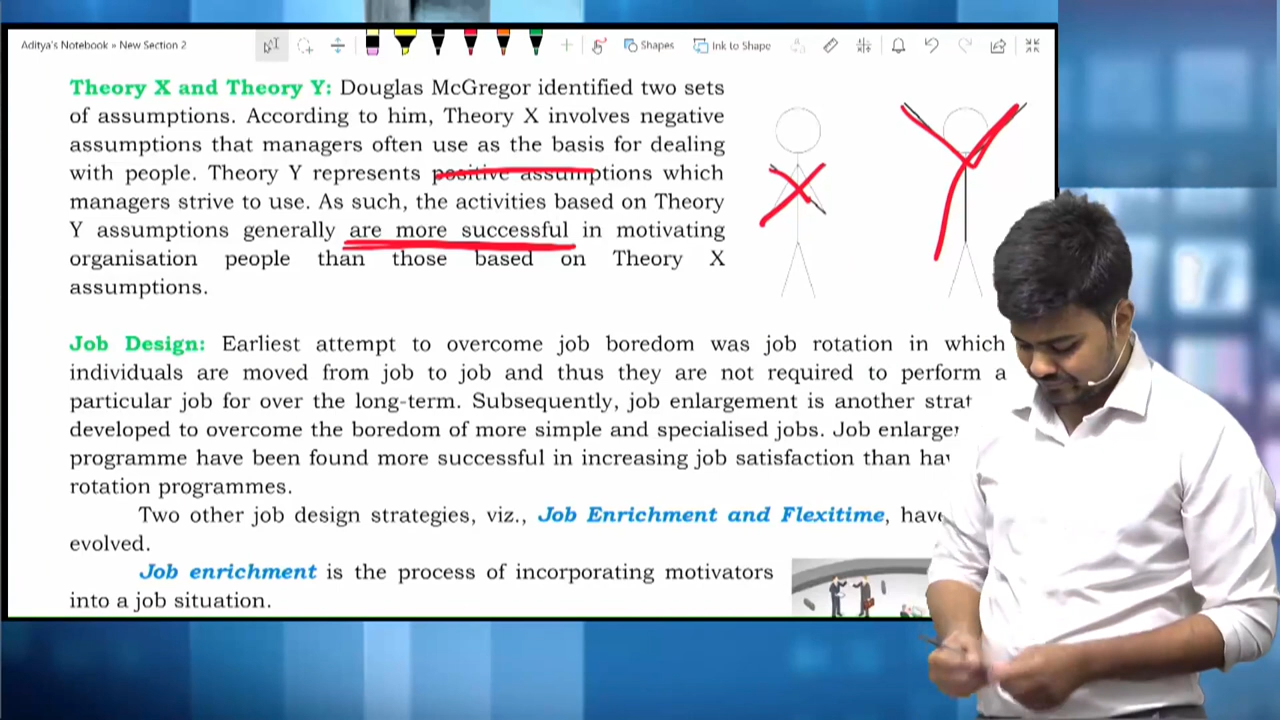 Aditya's Notebook » New Section 2
Shapes
Ink to Shape
Theory X and Theory Y: Douglas McGregor identified two sets
of assumptions. According to him, Theory X involves negative
assumptions that managers often use as the basis for dealing
with people. Theory Y represents positive assumptions which
managers strive to use. As such, the activities based on Theory
Y assumptions generally are more successful in motivating
organisation people than those based on Theory X
assumptions.
Job Design: Earliest attempt to overcome job boredom was job rotation in which
individuals are moved from job to job and thus they are not required to perform a
particular job for over the long-term. Subsequently, job enlargement is another
developed to overcome the boredom of more simple and specialised jobs. Job
programme have been found more successful in increasing job satisfaction than
rotation programmes.
Two other job design strategies, viz., Job Enrichment and Flexitime, have
evolved.
Job enrichment is the process of incorporating motivators
into a job situation.